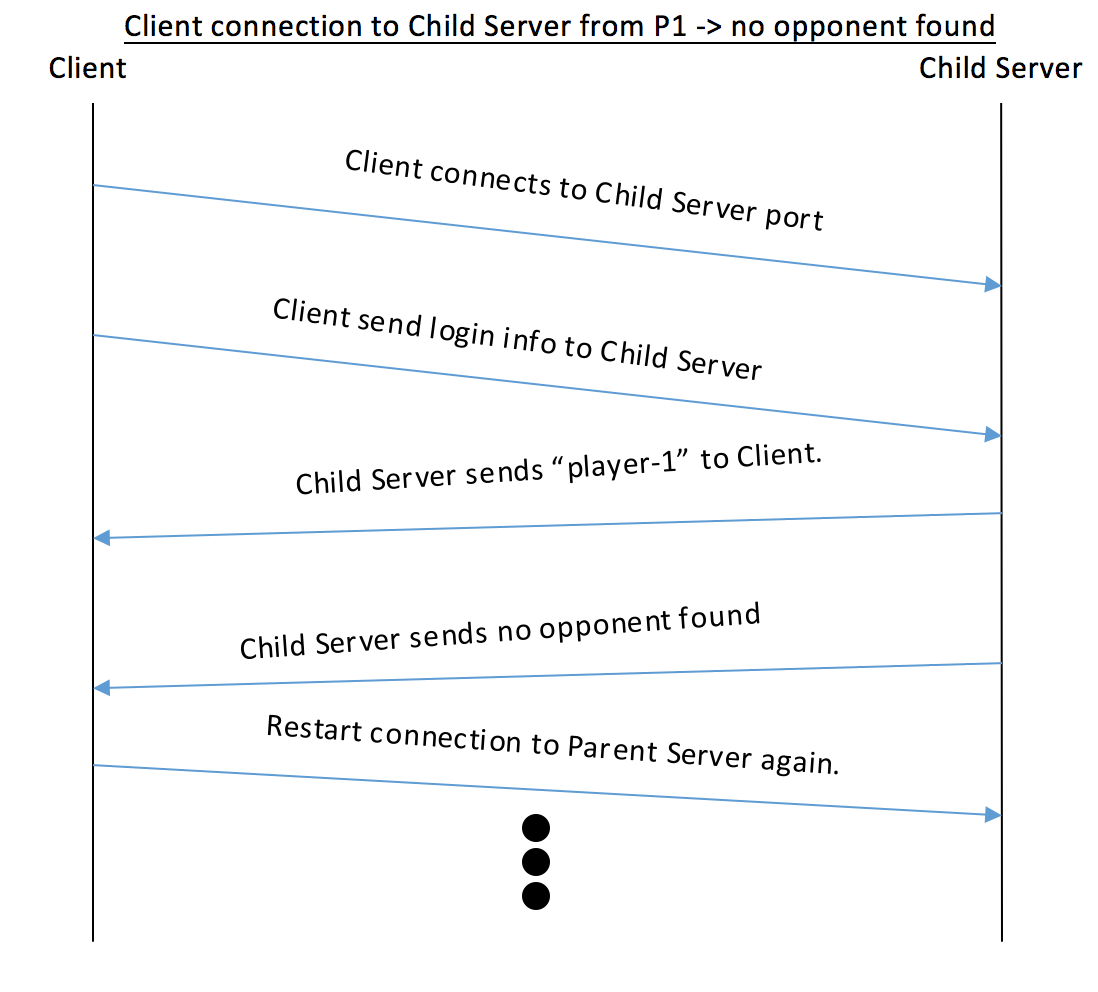 Client connection to Child Server from P1 -> no opponent found
Client
Child Server
Client connects to Child Server port
Client send login info to Child Server
Child Server sends “player-1” to Client.
Child Server sends no opponent found
Restart connection to Parent Server again.